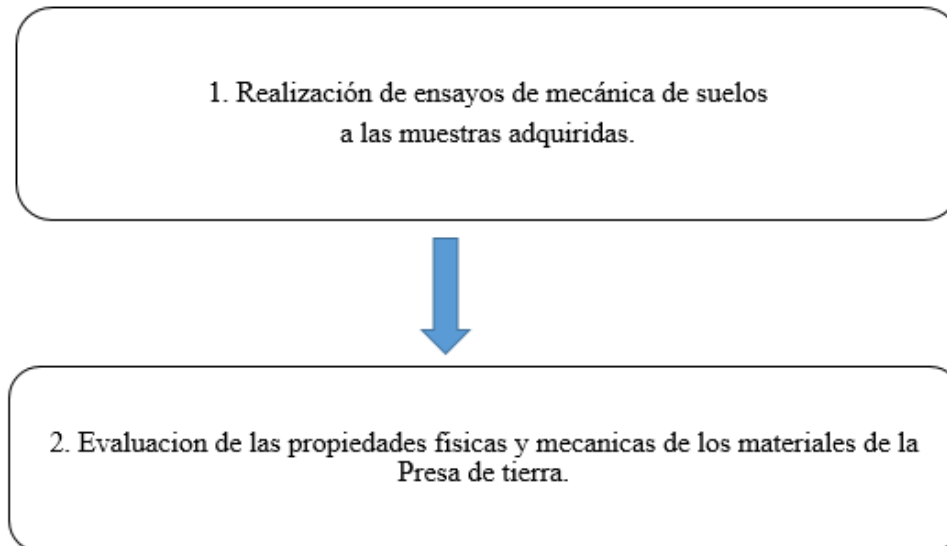 1. Realización de ensayos de mecánica de suelos
a las muestras adquiridas.
2. Evaluacion de las propiedades físicas y mecanicas de los materiales de la
Presa de tierra.